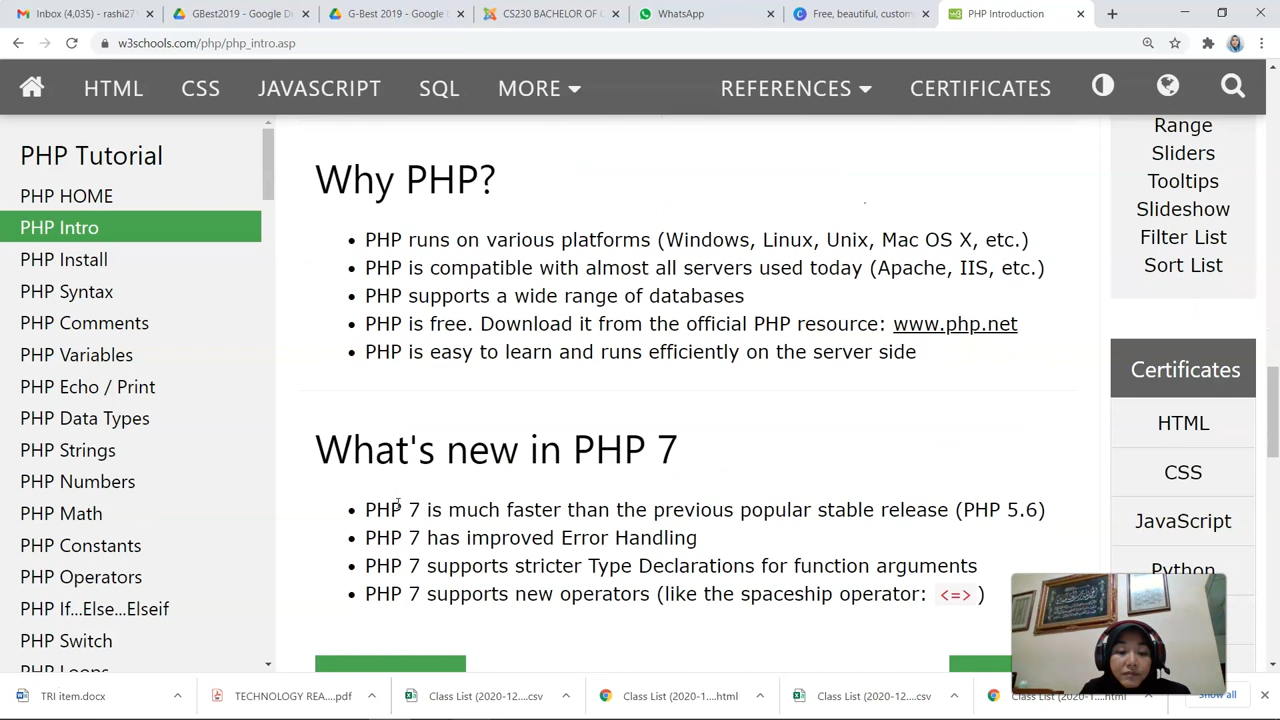 Inbox (4,035) - rashi27
GBest2019 - Google D
G-Best 2019 - Google
CS230 BACHELOR OF
WhatsApp
Free, beautiful, custom
PHP Introduction
w3schools.com/php/php_intro.asp
HTML
CSS
JAVASCRIPT
SQL
MORE
REFERENCES
CERTIFICATES
PHP Tutorial
PHP HOME
PHP Intro
PHP Install
PHP Syntax
PHP Comments
PHP Variables
PHP Echo / Print
PHP Data Types
PHP Strings
PHP Numbers
PHP Math
PHP Constants
PHP Operators
PHP If...Else...Elseif
PHP Switch
PHP Loops
Why PHP?
• PHP runs on various platforms (Windows, Linux, Unix, Mac OS X, etc.)
• PHP is compatible with almost all servers used today (Apache, IIS, etc.)
• PHP supports a wide range of databases
• PHP is free. Download it from the official PHP resource: www.php.net
• PHP is easy to learn and runs efficiently on the server side
What's new in PHP 7
• PHP 7 is much faster than the previous popular stable release (PHP 5.6)
• PHP 7 has improved Error Handling
• PHP 7 supports stricter Type Declarations for function arguments
• PHP 7 supports new operators (like the spaceship operator: <=>)
Range
Sliders
Tooltips
Slideshow
Filter List
Sort List
Certificates
HTML
CSS
JavaScript
Python
TRI item.docx
TECHNOLOGY REA....pdf
Class List (2020-12....csv
Class List (2020-1....html
Class List (2020-12....csv
Class List (2020-1....html
Show all